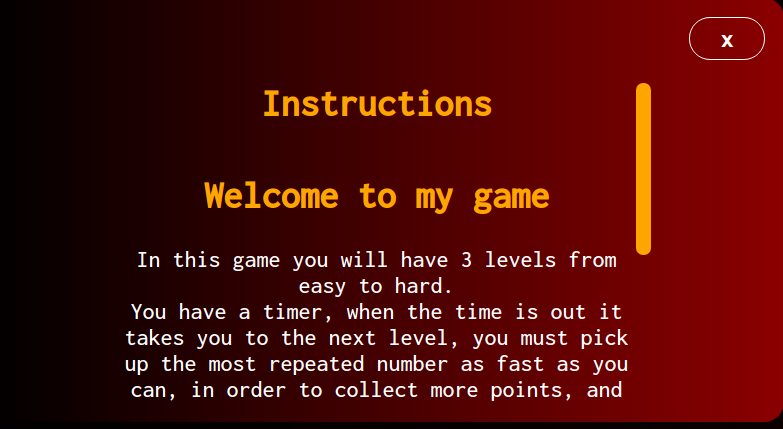 x
Instructions
Welcome to my game
In this game you will have 3 levels from
easy to hard.
You have a timer, when the time is out it
takes you to the next level, you must pick
up the most repeated number as fast as you
can, in order to collect more points, and